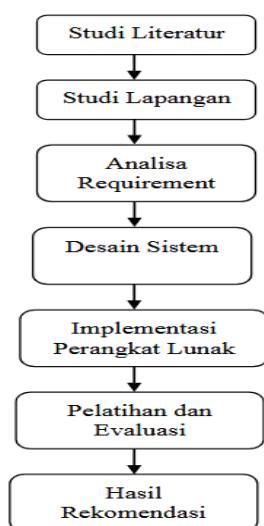 Studi Literatur
Studi Lapangan
Analisa
Requirement
Desain Sistem
Implementasi
Perangkat Lunak
Pelatihan dan
Evaluasi
Hasil
Rekomendasi